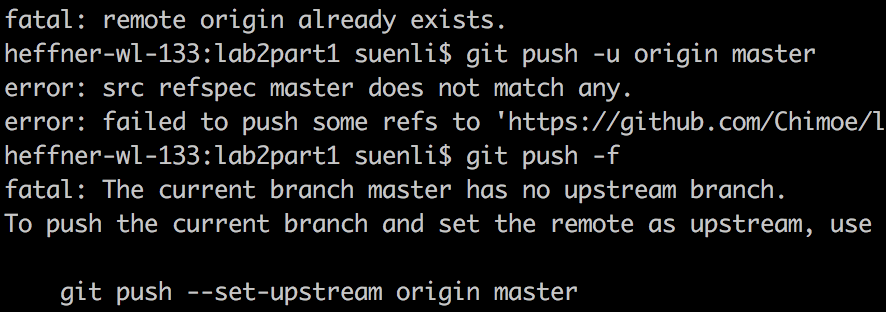 fatal: remote origin already exists.
heffner-wl-133:lab2part1 suenli$ git push -u origin master
error: src refspec master does not match any.
error: failed to push some refs to 'https://github.com/Chimoe/l
heffner-wl-133:lab2part1 suenli$ git push -f
fatal: The current branch master has no upstream branch.
To push the current branch and set the remote as upstream, use
git push --set-upstream origin master